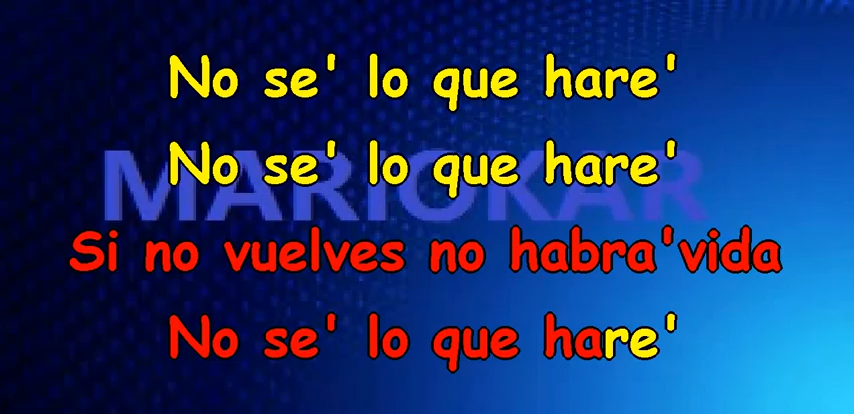 No se' lo que hare'
No se' lo que hare'
MARIOKAR
Si no vuelves no habra'vida
No se' lo que hare'